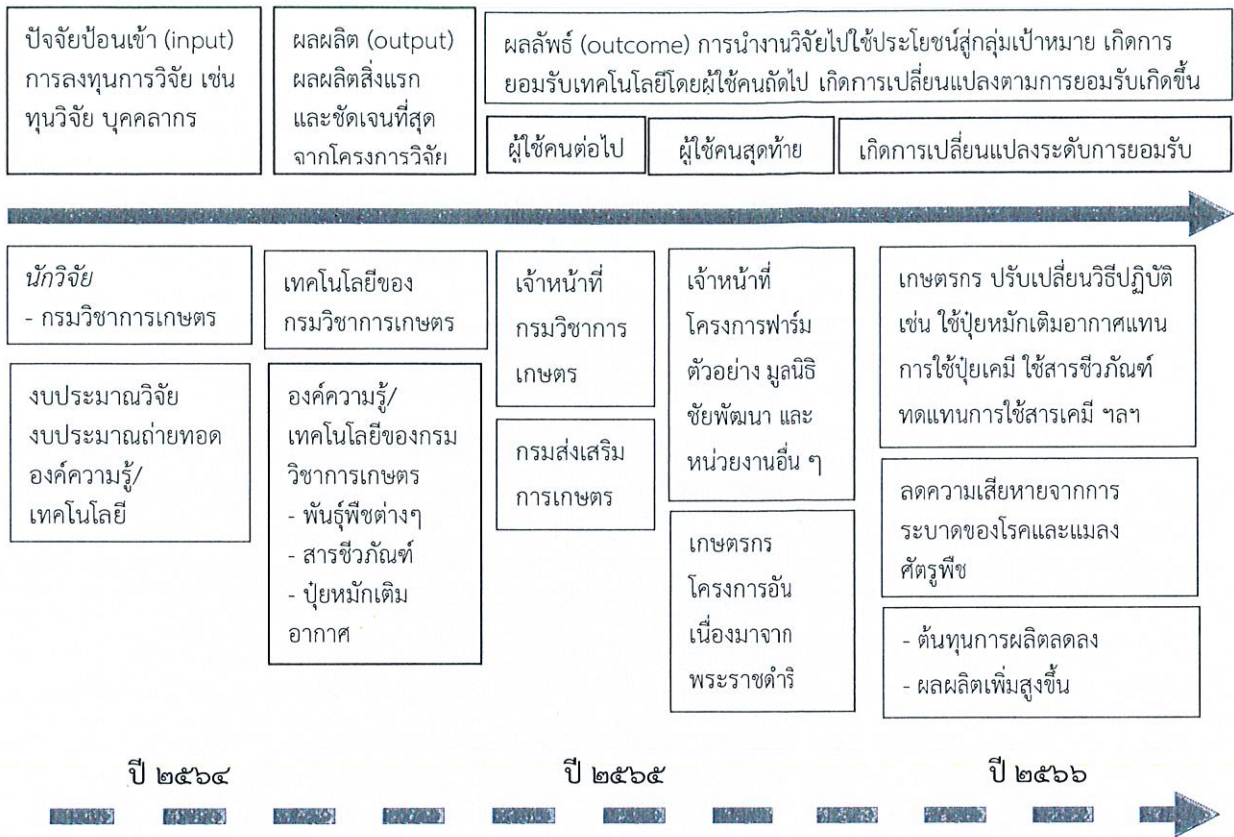 ปัจจัยป้อนเข้า (input)
การลงทุนการวิจัย เช่น
ทุนวิจัย บุคคลากร
ผลผลิต (output)
ผลผลิตสิ่งแรก
และชัดเจนที่สุด
จากโครงการวิจัย
ผลลัพธ์ (outcome) การนำงานวิจัยไปใช้ประโยชน์สู่กลุ่มเป้าหมาย เกิดการ
ยอมรับเทคโนโลยีโดยผู้ใช้คนถัดไป เกิดการเปลี่ยนแปลงตามการยอมรับเกิดขึ้น
ผู้ใช้คนต่อไป
ผู้ใช้คนสุดท้าย
เกิดการเปลี่ยนแปลงระดับการยอมรับ
นักวิจัย
- กรมวิชาการเกษตร
งบประมาณวิจัย
งบประมาณถ่ายทอด
องค์ความรู้/
เทคโนโลยี
เทคโนโลยีของ
กรมวิชาการเกษตร
องค์ความรู้/
เทคโนโลยีของกรม
วิชาการเกษตร
- พันธุ์พืชต่างๆ
- สารชีวภัณฑ์
- ปุ๋ยหมักเติม
อากาศ
เจ้าหน้าที่
กรมวิชาการ
เกษตร
กรมส่งเสริม
การเกษตร
เจ้าหน้าที่
โครงการฟาร์ม
ตัวอย่าง มูลนิธิ
ชัยพัฒนา และ
หน่วยงานอื่น ๆ
เกษตรกร
โครงการอัน
เนื่องมาจาก
พระราชดำริ
เกษตรกร ปรับเปลี่ยนวิธีปฏิบัติ
เช่น ใช้ปุ๋ยหมักเติมอากาศแทน
การใช้ปุ๋ยเคมี ใช้สารชีวภัณฑ์
ทดแทนการใช้สารเคมี ฯลฯ
ลดความเสียหายจากการ
ระบาดของโรคและแมลง
ศัตรูพืช
- ต้นทุนการผลิตลดลง
- ผลผลิตเพิ่มสูงขึ้น
ปี ๒๕๖๔
ปี ๒๕๖๕
ปี ๒๕๖๖